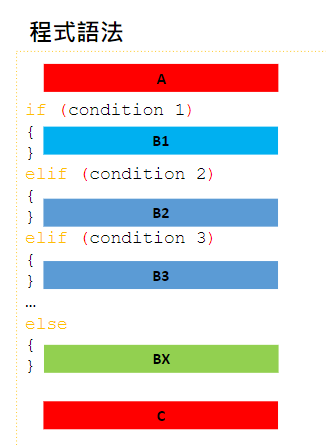 程式語法
A
if (condition 1)
{
B1
}
elif (condition 2)
{
B2
}
elif (condition 3)
{
B3
}
…
else
{
BX
}
C